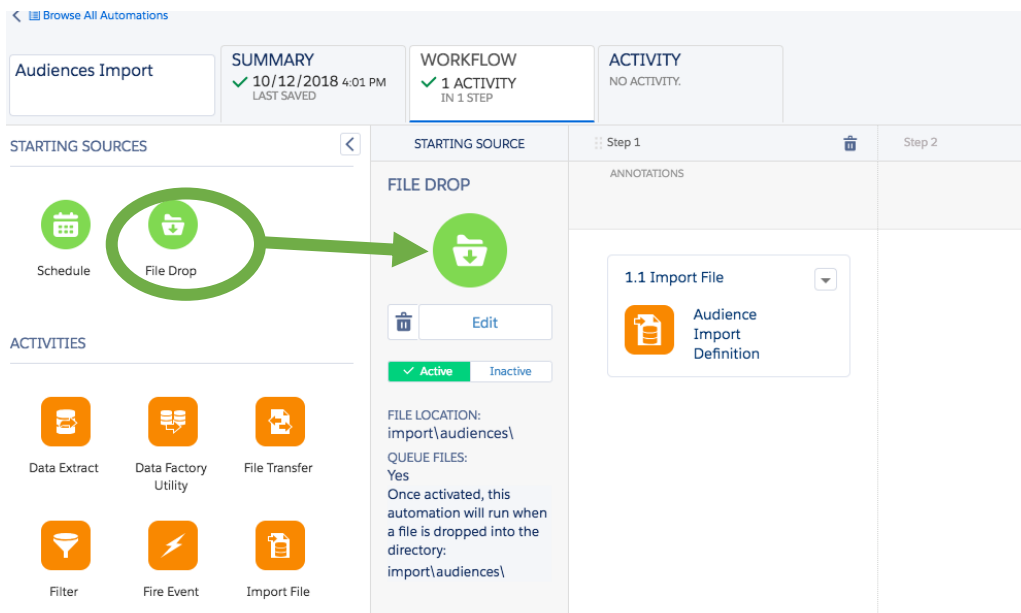 Browse All Automations
Audiences Import
SUMMARY
10/12/2018 4:01 PM
LAST SAVED
WORKFLOW
1 ACTIVITY
IN 1 STEP
ACTIVITY
NO ACTIVITY.
STARTING SOURCES
Schedule
File Drop
ACTIVITIES
Data Extract
Data Factory
Utility
File Transfer
Filter
Fire Event
Import File
STARTING SOURCE
FILE DROP
Edit
Active
Inactive
FILE LOCATION:
import\audiences\
QUEUE FILES:
Yes
Once activated, this
automation will run when
a file is dropped into the
directory:
import\audiences\
Step 1
Step 2
ANNOTATIONS
1.1 Import File
Audience
Import
Definition